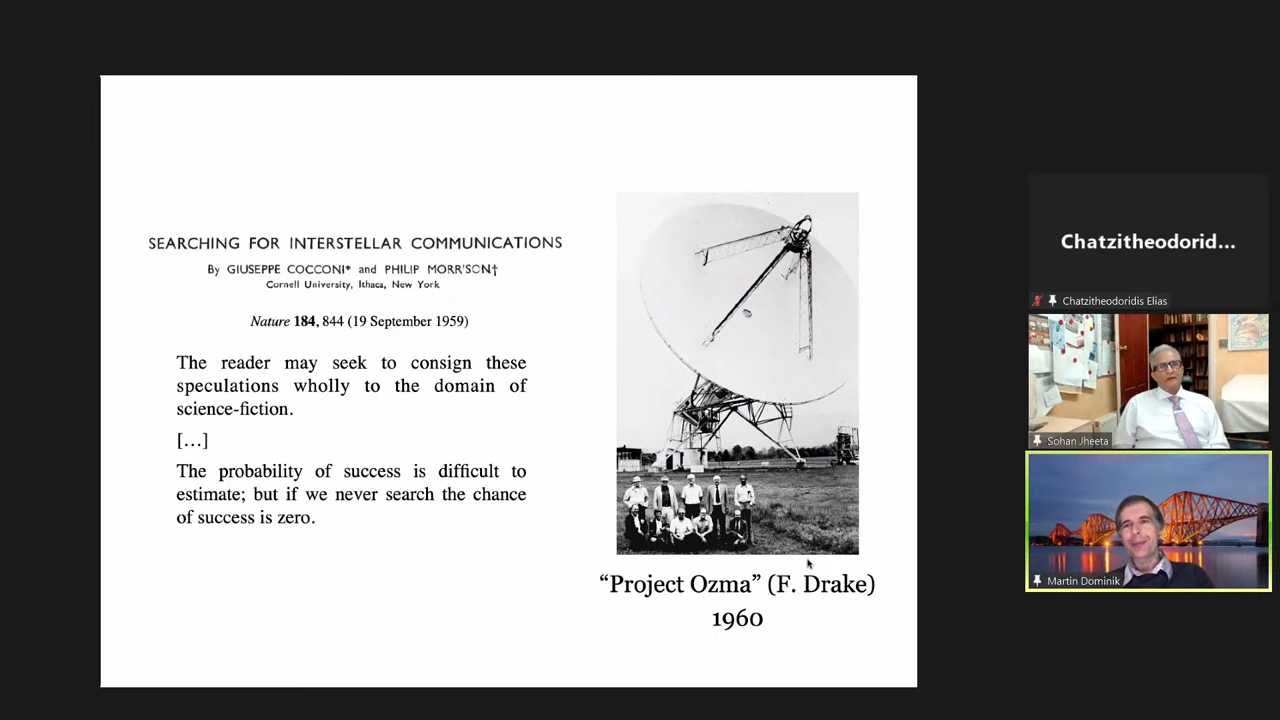 SEARCHING FOR INTERSTELLAR COMMUNICATIONS
By GIUSEPPE COCCONI* and PHILIP MORR'SON†
Cornell University, Ithaca, New York
Nature 184, 844 (19 September 1959)
The reader may seek to consign these
speculations wholly to the domain of
science-fiction.
[…]
The probability of success is difficult to
estimate; but if we never search the chance
of success is zero.
“Project Ozma” (F. Drake)
1960
Chatzitheodorid...
Chatzitheodoridis Elias
Sohan Jheeta
Martin Dominik